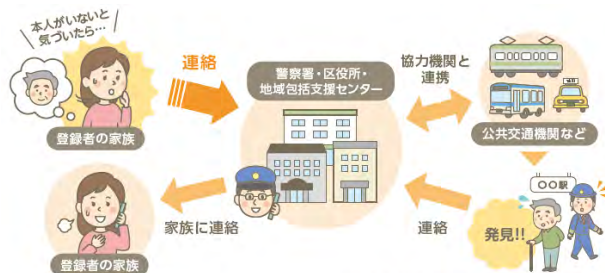 本人がいないと
気づいたら…
登録者の家族
連絡
警察署・区役所・
地域包括支援センター
協力機関と
連携
公共交通機関など
〇〇駅
発見!!
連絡
家族に連絡
登録者の家族